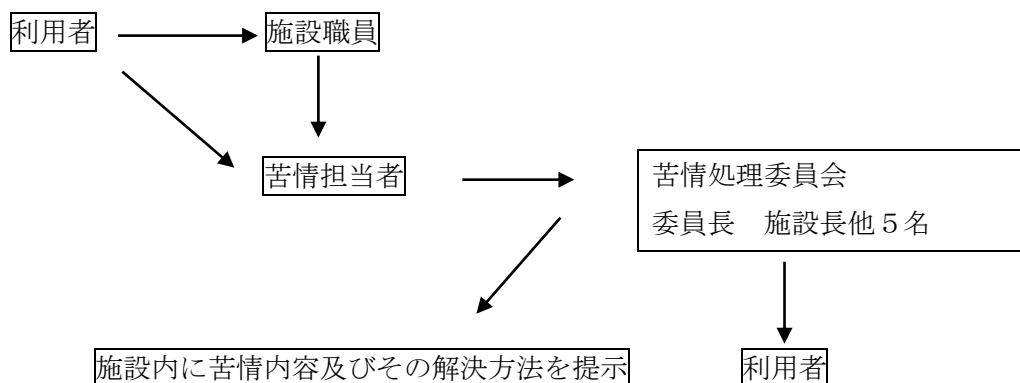 利用者
施設職員
苦情担当者
苦情処理委員会
委員長　施設長他５名
施設内に苦情内容及びその解決方法を提示
利用者